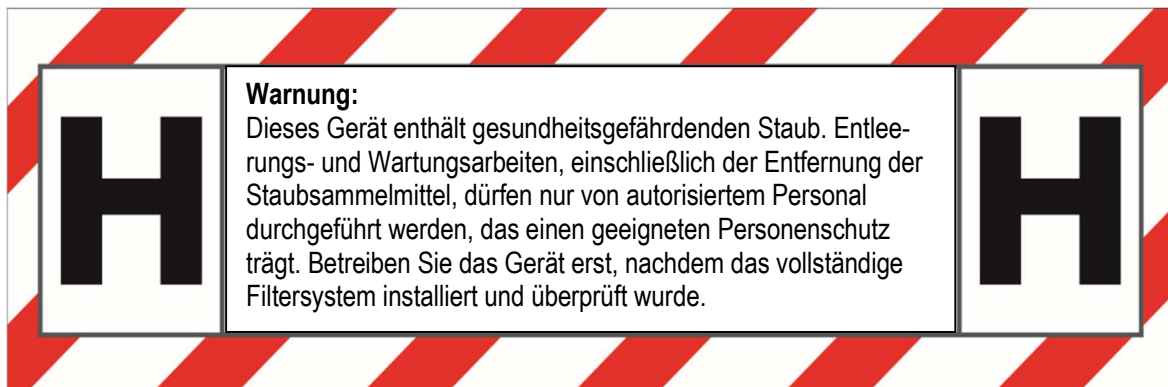 H
Warnung:
Dieses Gerät enthält gesundheitsgefährdenden Staub. Entlee-
rungs- und Wartungsarbeiten, einschließlich der Entfernung der
Staubsammelmittel, dürfen nur von autorisiertem Personal
durchgeführt werden, das einen geeigneten Personenschutz
trägt. Betreiben Sie das Gerät erst, nachdem das vollständige
Filtersystem installiert und überprüft wurde.
H